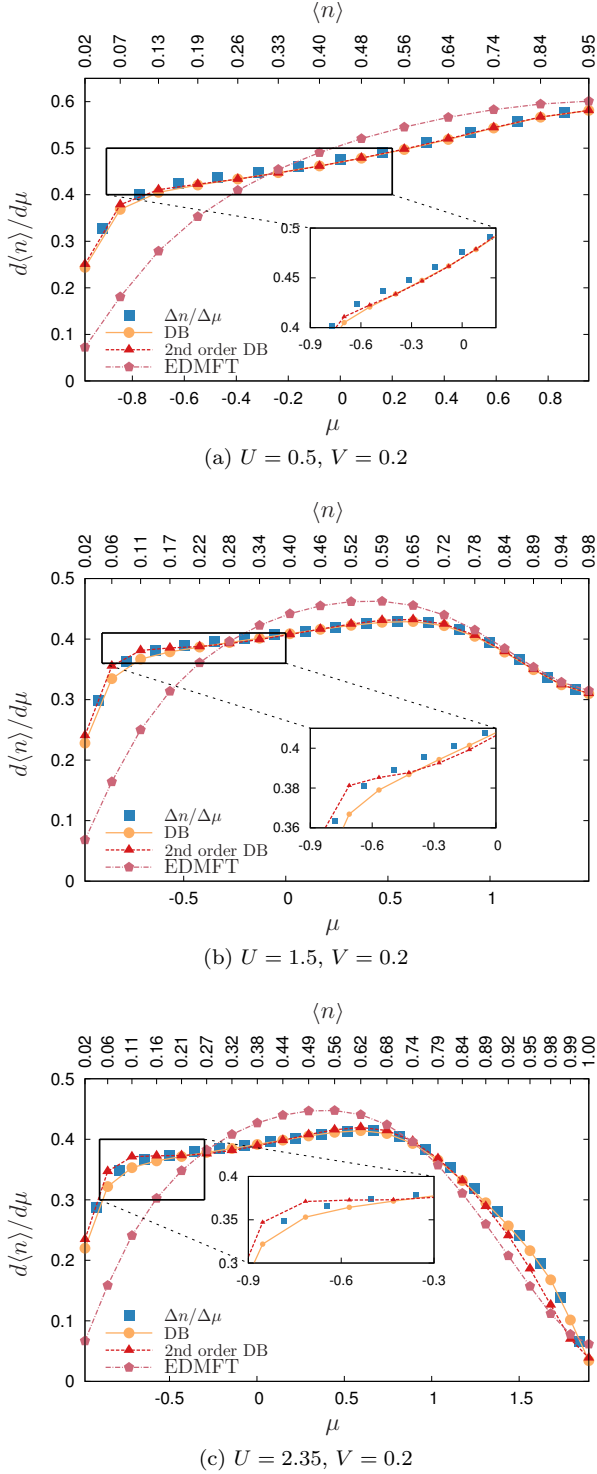 ⟨n⟩
0.02 0.07 0.13 0.19 0.26 0.33 0.40 0.48 0.56 0.64 0.74 0.84 0.95
0.6
0.5
0.4
0.3
0.2
0.1
0
d⟨n⟩/dμ
0.5
0.45
0.4
-0.9 -0.6 -0.3 0
Δn/Δμ
DB
2nd order DB
EDMFT
-0.8 -0.6 -0.4 -0.2 0 0.2 0.4 0.6 0.8
μ
(a) U = 0.5, V = 0.2
⟨n⟩
0.02 0.06 0.11 0.17 0.22 0.28 0.34 0.40 0.46 0.52 0.59 0.65 0.72 0.78 0.84 0.90 0.94 0.98
0.5
0.4
0.3
0.2
0.1
0
d⟨n⟩/dμ
0.4
0.38
0.36
-0.9 -0.6 -0.3 0
Δn/Δμ
DB
2nd order DB
EDMFT
-0.5 0 0.5 1
μ
(b) U = 1.5, V = 0.2
⟨n⟩
0.02 0.06 0.11 0.16 0.21 0.27 0.32 0.38 0.44 0.49 0.56 0.62 0.68 0.74 0.79 0.84 0.89 0.92 0.95 0.98 0.99 1.00
0.5
0.4
0.3
0.2
0.1
0
d⟨n⟩/dμ
0.4
0.35
0.3
-0.9 -0.6 -0.3
Δn/Δμ
DB
2nd order DB
EDMFT
-0.5 0 0.5 1 1.5
μ
(c) U = 2.35, V = 0.2